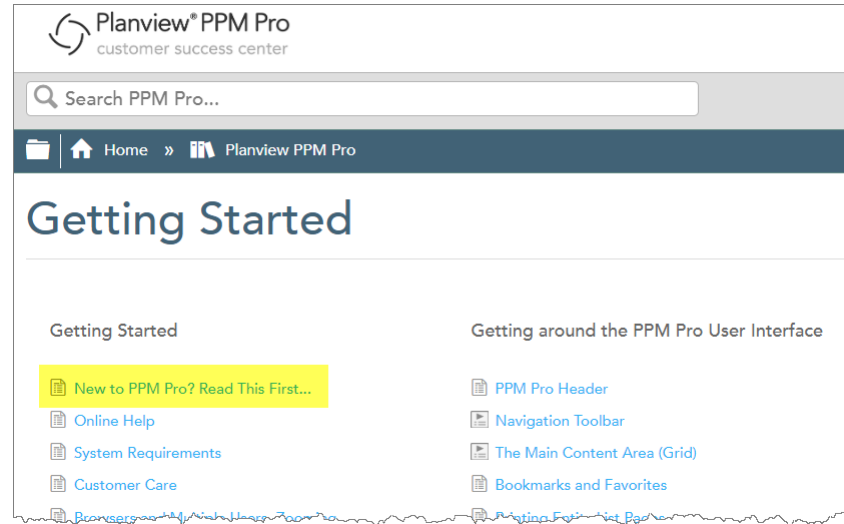 Planview® PPM Pro
customer success center
Search PPM Pro...
Home » Planview PPM Pro
Getting Started
Getting Started
New to PPM Pro? Read This First...
Online Help
System Requirements
Customer Care
Getting around the PPM Pro User Interface
PPM Pro Header
Navigation Toolbar
The Main Content Area (Grid)
Bookmarks and Favorites